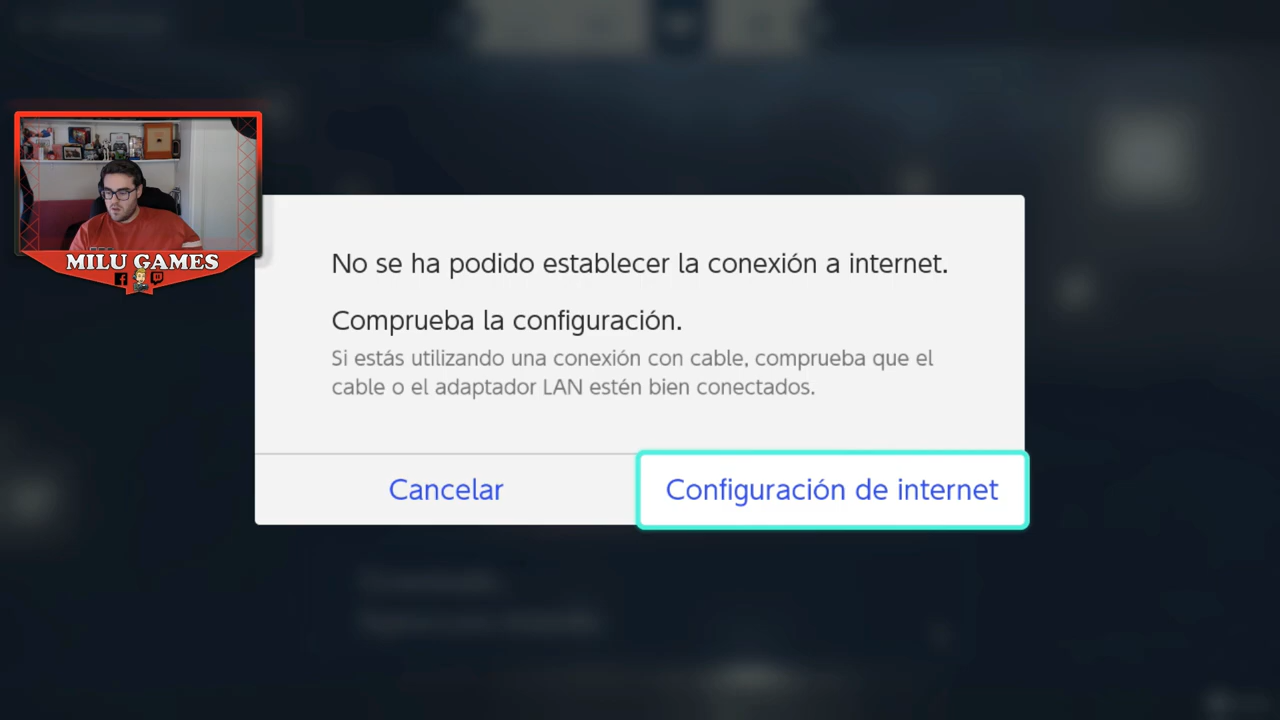 MILU GAMES
No se ha podido establecer la conexión a internet.
Comprueba la configuración.
Si estás utilizando una conexión con cable, comprueba que el
cable o el adaptador LAN estén bien conectados.
Cancelar
Configuración de internet